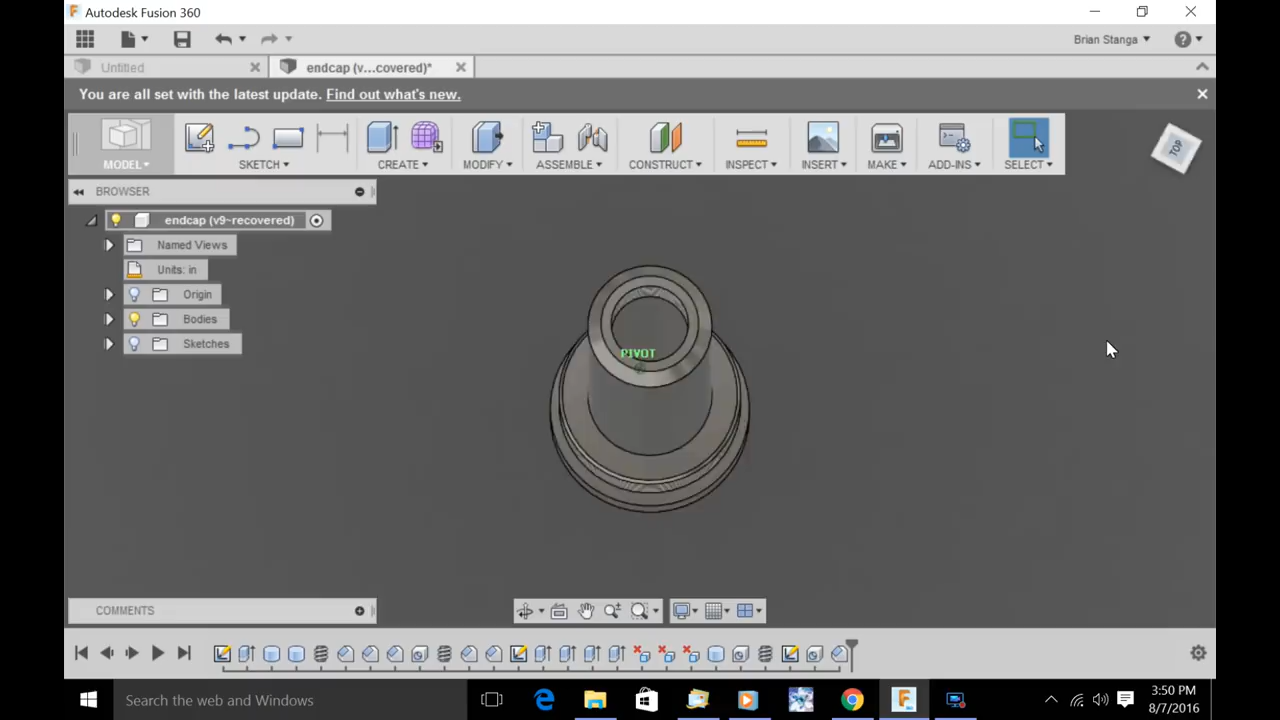 Autodesk Fusion 360
Brian Stanga
Untitled
endcap (v...covered)*
You are all set with the latest update. Find out what's new.
MODEL
SKETCH
CREATE
MODIFY
ASSEMBLE
CONSTRUCT
INSPECT
INSERT
MAKE
ADD-INS
SELECT
TOP
BROWSER
endcap (v9~recovered)
Named Views
Units: in
Origin
Bodies
Sketches
PIVOT
COMMENTS
Search the web and Windows
3:50 PM
8/7/2016